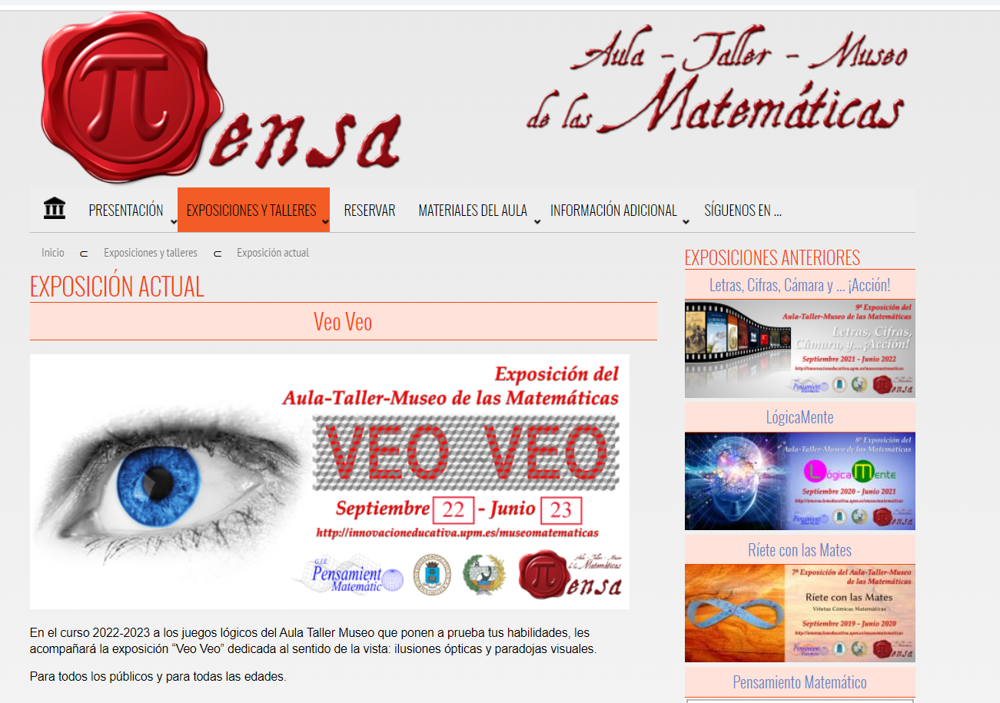 πensa
Aula - Taller - Museo
de las Matemáticas
PRESENTACIÓN
EXPOSICIONES Y TALLERES
RESERVAR
MATERIALES DEL AULA
INFORMACIÓN ADICIONAL
SÍGUENOS EN ...
Inicio ⊂ Exposiciones y talleres ⊂ Exposición actual
EXPOSICIÓN ACTUAL
Veo Veo
Exposición del
Aula-Taller-Museo de las Matemáticas
VEO VEO
Septiembre 22 - Junio 23
http://innovacioneducativa.upm.es/museomatematicas
G.I.E
Pensamient
Matemátic
Aula - Taller - Museo
de las Matemáticas
πensa
En el curso 2022-2023 a los juegos lógicos del Aula Taller Museo que ponen a prueba tus habilidades, les
acompañará la exposición “Veo Veo” dedicada al sentido de la vista: ilusiones ópticas y paradojas visuales.
Para todos los públicos y para todas las edades.
EXPOSICIONES ANTERIORES
Letras, Cifras, Cámara y ... ¡Acción!
9ª Exposición del
Aula-Taller-Museo de las Matemáticas
Letras, Cifras,
Cámara, y...¡Acción!
Septiembre 2021 - Junio 2022
http://innovacioneducativa.upm.es/museomatematicas
Pensamient
πensa
LógicaMente
8ª Exposición del
Aula-Taller-Museo de las Matemáticas
LógicaMente
Septiembre 2020 - Junio 2021
http://innovacioneducativa.upm.es/museomatematicas
Pensamient
πensa
Ríete con las Mates
7ª Exposición del Aula-Taller-Museo
de las Matemáticas
Ríete con las Mates
Viñetas Cómicas Matemáticas
Septiembre 2019 - Junio 2020
http://innovacioneducativa.upm.es/museomatematicas
Pensamient
πensa
Pensamiento Matemático